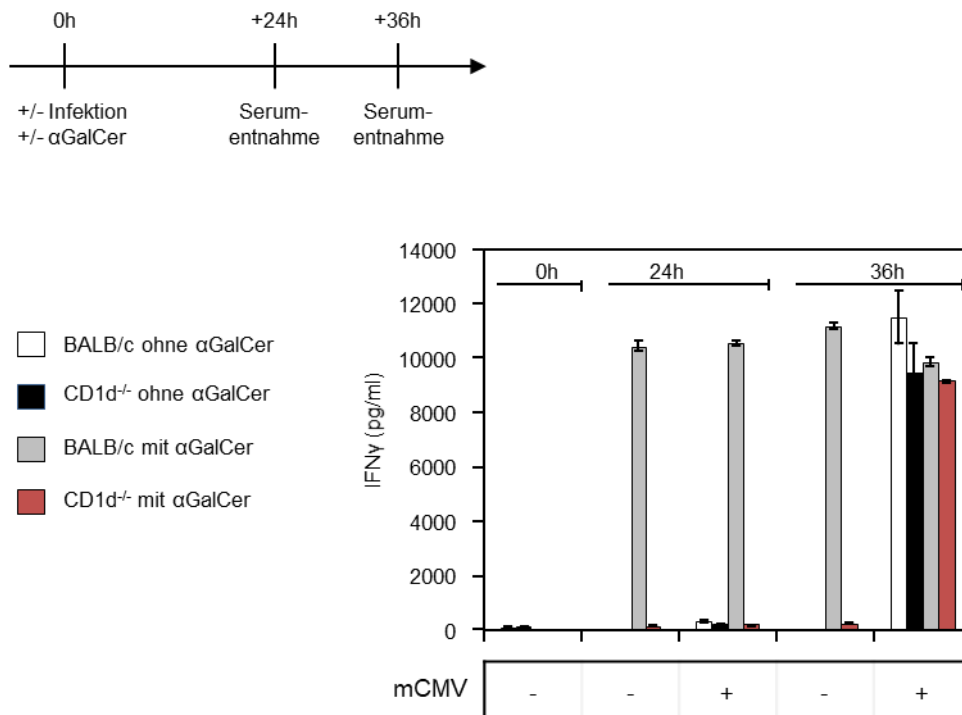 0h +24h +36h
+/- Infektion Serum- Serum-
+/- αGalCer entnahme entnahme
BALB/c ohne αGalCer
CD1d-/- ohne αGalCer
BALB/c mit αGalCer
CD1d-/- mit αGalCer
IFNγ (pg/ml)
14000
12000
10000
8000
6000
4000
2000
0
0h 24h 36h
mCMV - - + - +